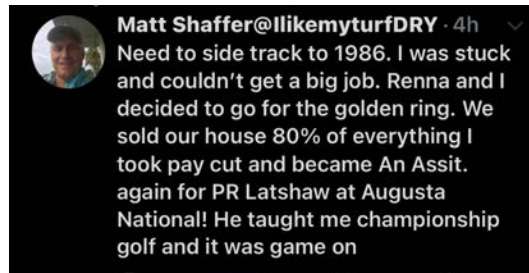 Matt Shaffer@IlikemyturfDRY · 4h
Need to side track to 1986. I was stuck
and couldn't get a big job. Renna and I
decided to go for the golden ring. We
sold our house 80% of everything I
took pay cut and became An Assit.
again for PR Latshaw at Augusta
National! He taught me championship
golf and it was game on